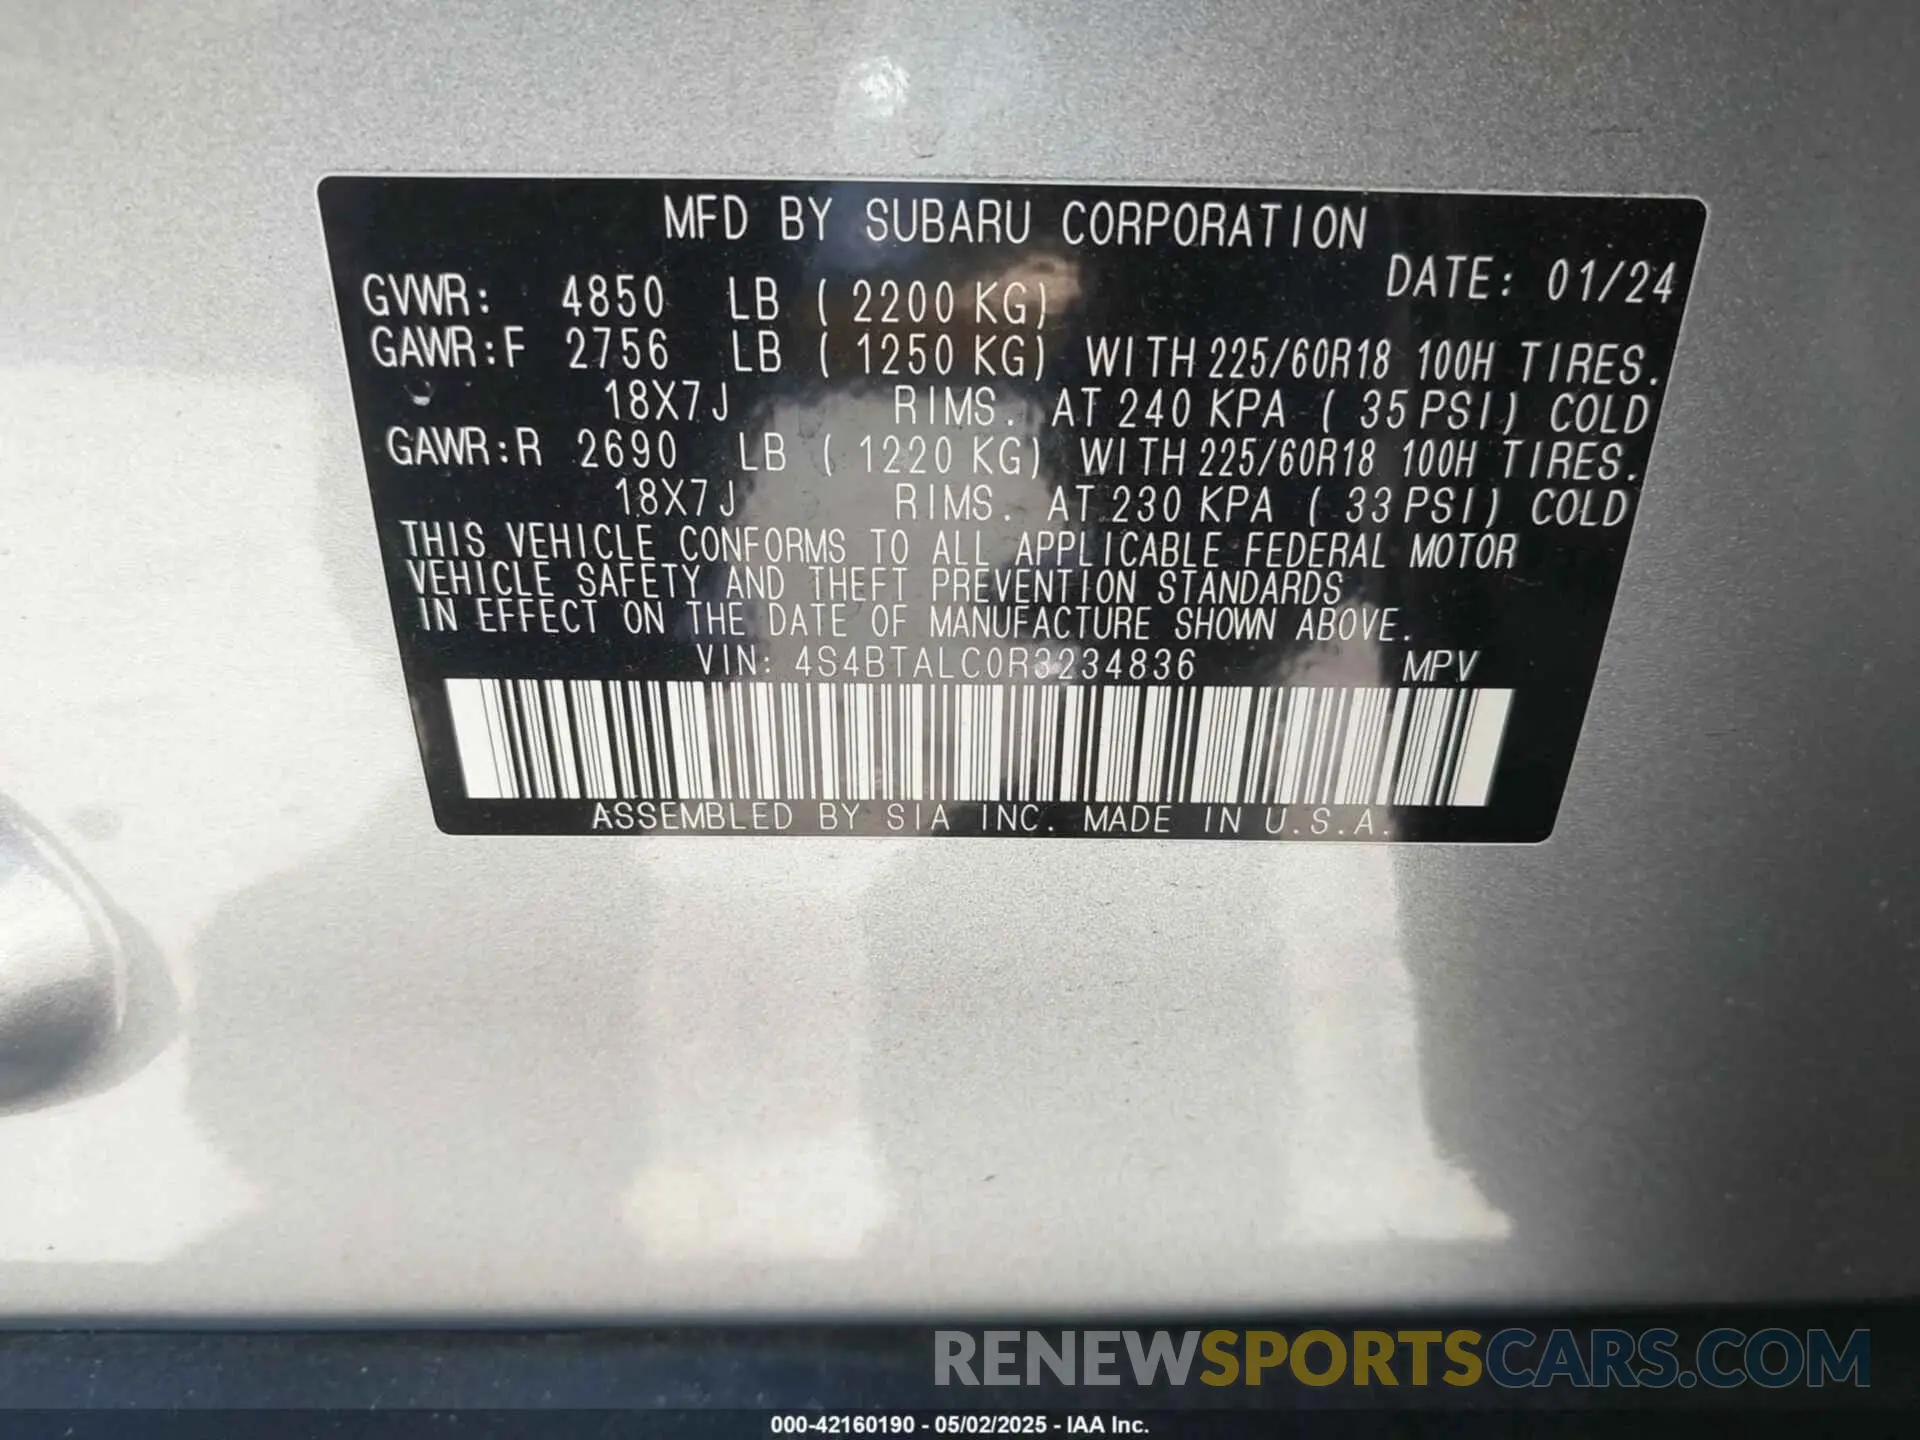 MFD BY SUBARU CORPORATION
DATE: 01/24
GVWR: 4850 LB ( 2200 KG)
GAWR:F 2756 LB ( 1250 KG) WITH 225/60R18 100H TIRES.
18X7J RIMS. AT 240 KPA ( 35 PSI) COLD
GAWR:R 2690 LB ( 1220 KG) WITH 225/60R18 100H TIRES.
18X7J RIMS. AT 230 KPA ( 33 PSI) COLD
THIS VEHICLE CONFORMS TO ALL APPLICABLE FEDERAL MOTOR
VEHICLE SAFETY AND THEFT PREVENTION STANDARDS
IN EFFECT ON THE DATE OF MANUFACTURE SHOWN ABOVE.
VIN: 4S4BTALC0R3234836 MPV
ASSEMBLED BY SIA INC. MADE IN U.S.A.
RENEWSPORTSCARS.COM
000-42160190 - 05/02/2025 - IAA Inc.